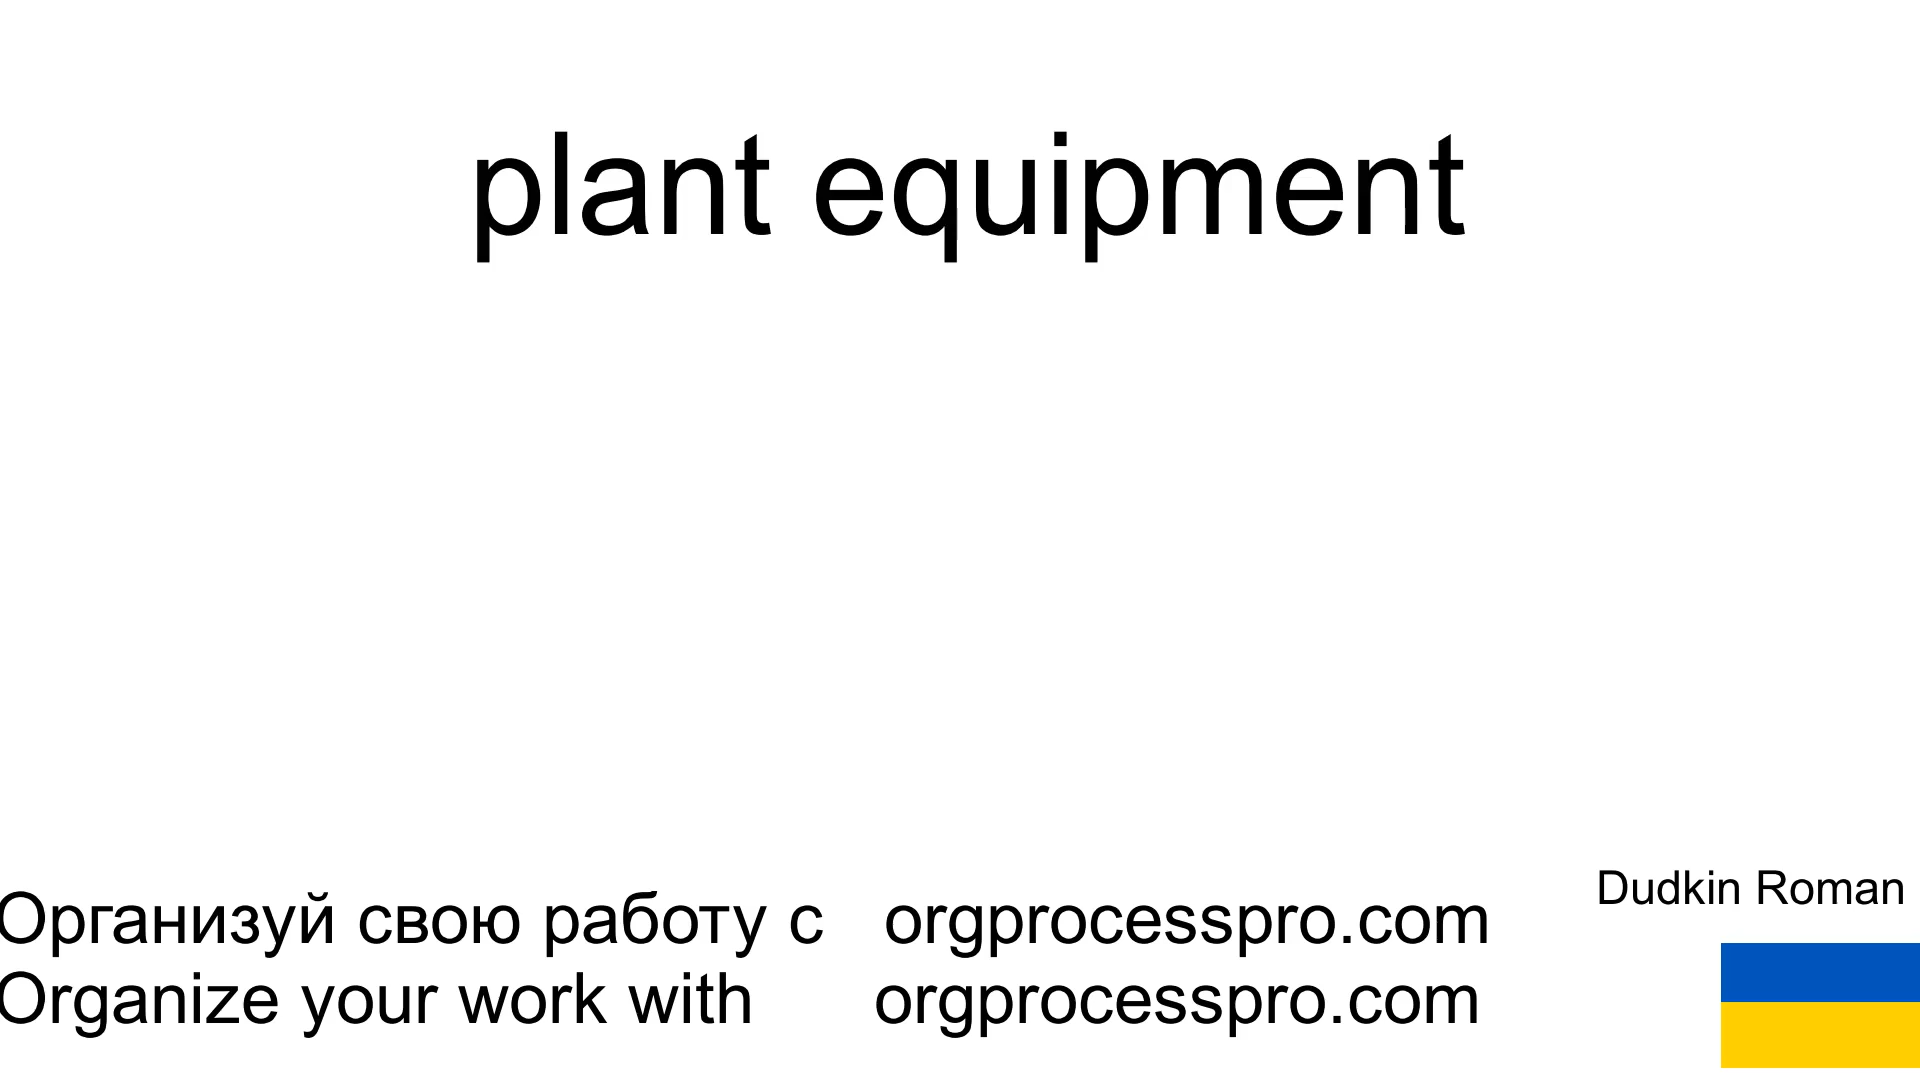 plant equipment
Dudkin Roman
Организуй свою работу с orgprocesspro.com
Organize your work with orgprocesspro.com